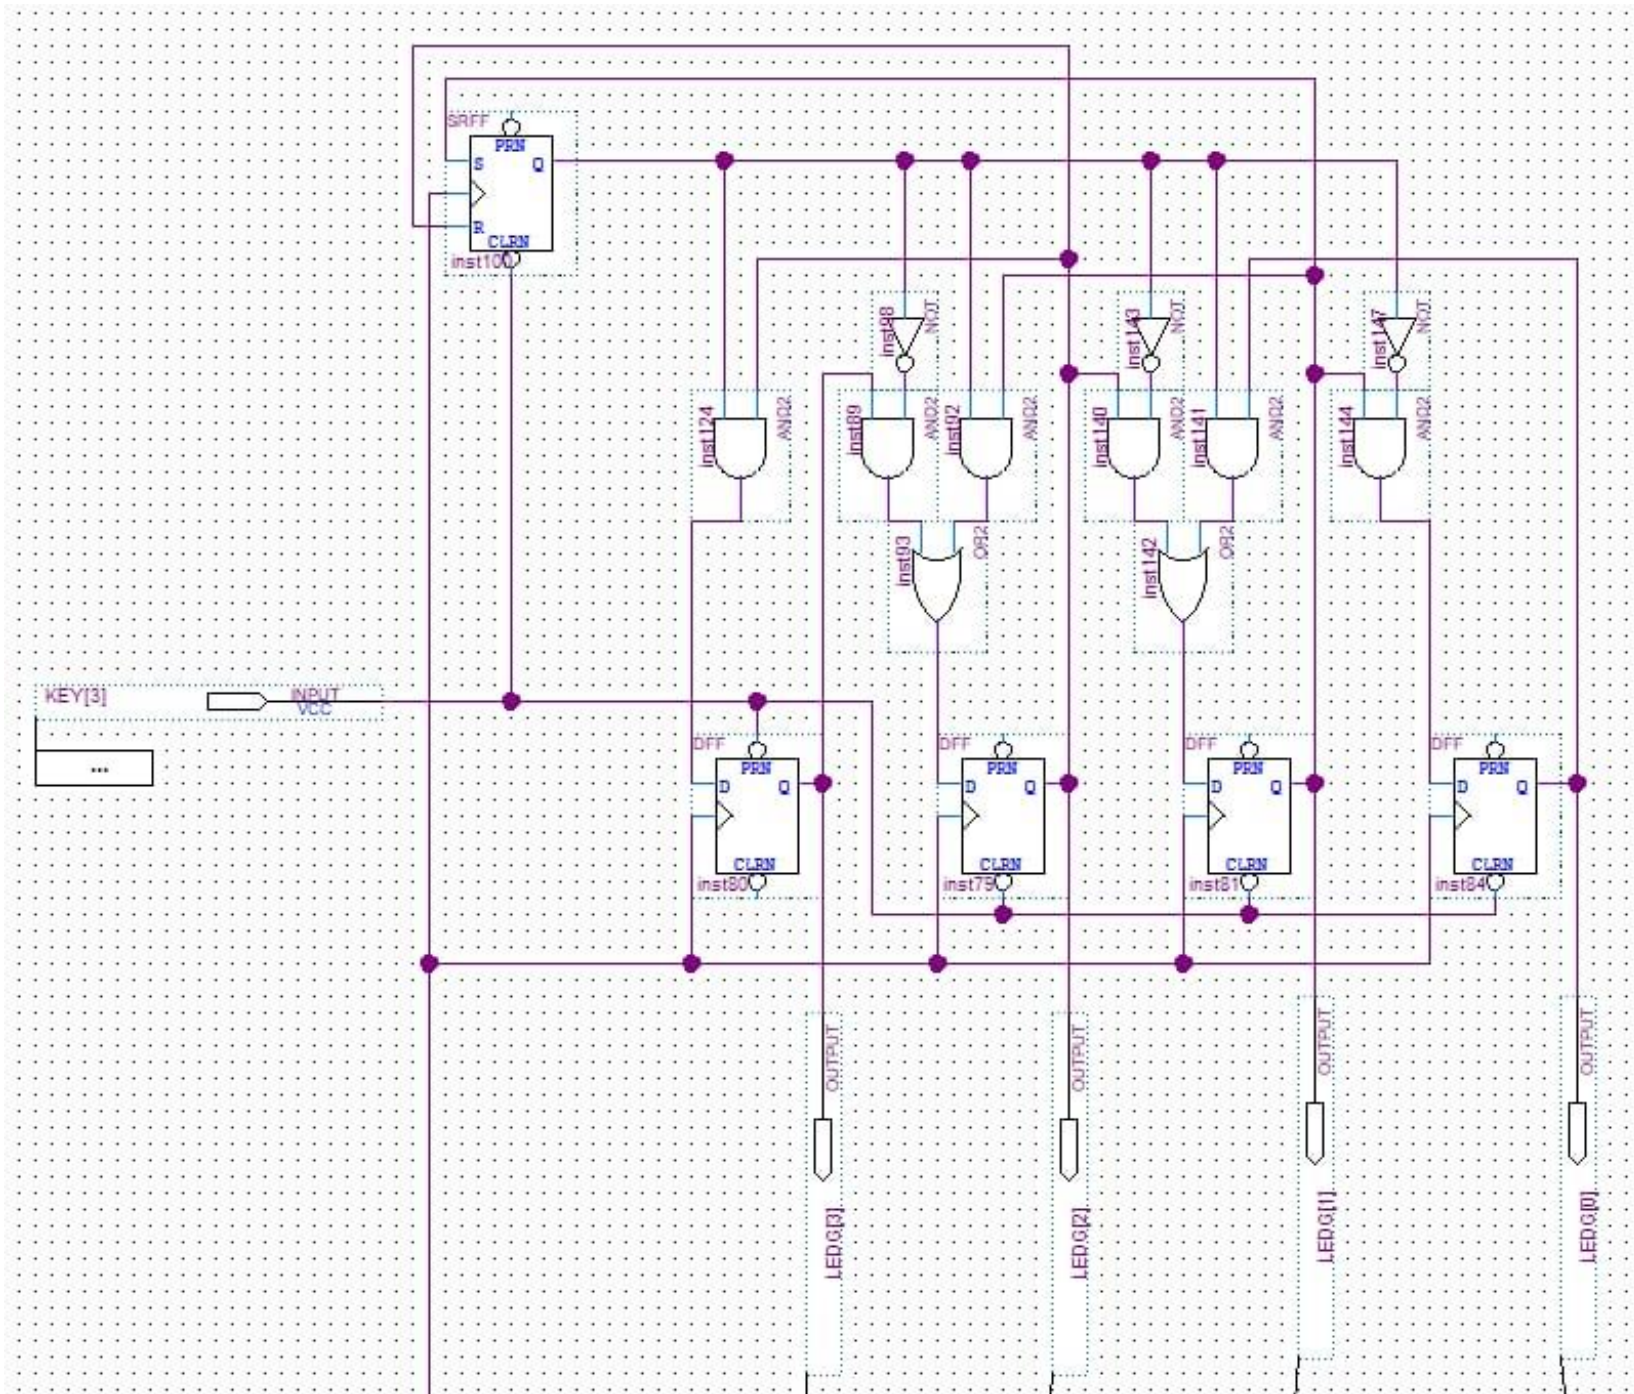 SRFF
PRN
S
Q
R
CLRN
inst100
inst98
NOT
inst143
NOT
inst147
NOT
inst124
AND2
inst89
AND2
inst92
AND2
inst140
AND2
inst141
AND2
inst144
AND2
inst93
OR2
inst142
OR2
KEY[3]
INPUT
VCC
...
DFF
PRN
D
Q
CLRN
inst80
DFF
PRN
D
Q
CLRN
inst79
DFF
PRN
D
Q
CLRN
inst81
DFF
PRN
D
Q
CLRN
inst84
OUTPUT
OUTPUT
OUTPUT
OUTPUT
LEDG[3]
LEDG[2]
LEDG[1]
LEDG[0]